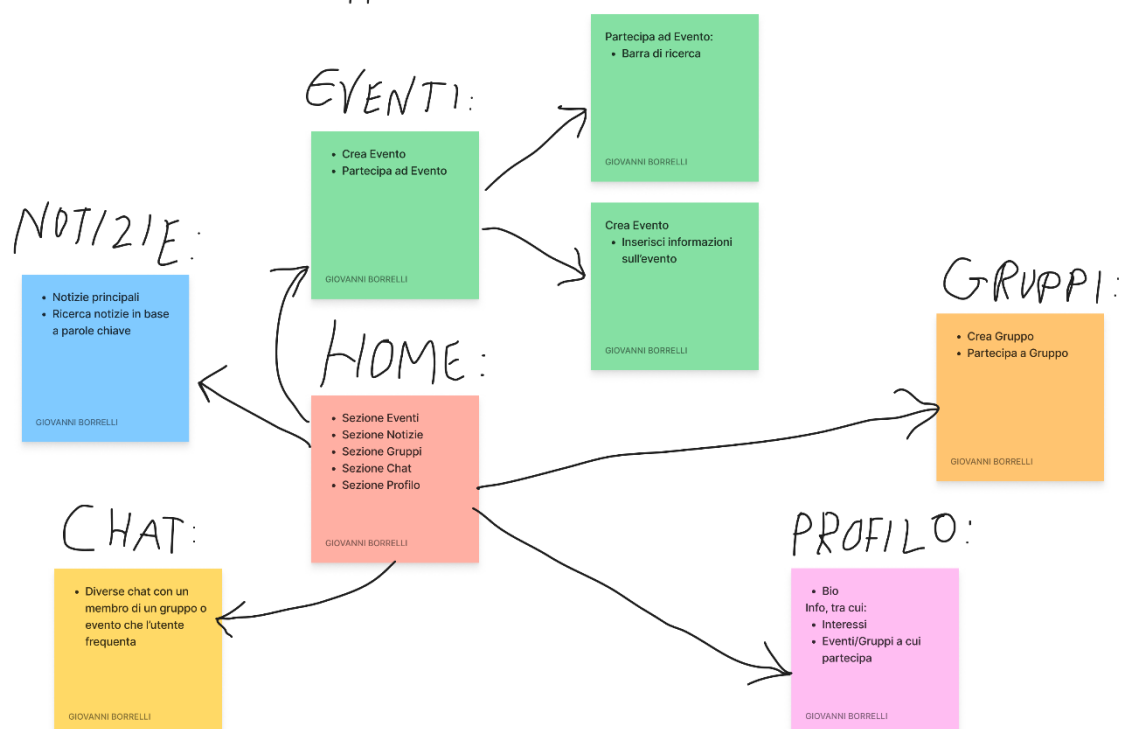 Partecipa ad Evento:
• Barra di ricerca
GIOVANNI BORRELLI
EVENTI:
• Crea Evento
• Partecipa ad Evento
GIOVANNI BORRELLI
Crea Evento
• Inserisci informazioni
sull'evento
GIOVANNI BORRELLI
NOTIZIE:
• Notizie principali
• Ricerca notizie in base
a parole chiave
GIOVANNI BORRELLI
GRUPPI:
• Crea Gruppo
• Partecipa a Gruppo
GIOVANNI BORRELLI
HOME:
• Sezione Eventi
• Sezione Notizie
• Sezione Gruppi
• Sezione Chat
• Sezione Profilo
GIOVANNI BORRELLI
CHAT:
• Diverse chat con un
membro di un gruppo o
evento che l'utente
frequenta
GIOVANNI BORRELLI
PROFILO:
• Bio
Info, tra cui:
• Interessi
• Eventi/Gruppi a cui
partecipa
GIOVANNI BORRELLI